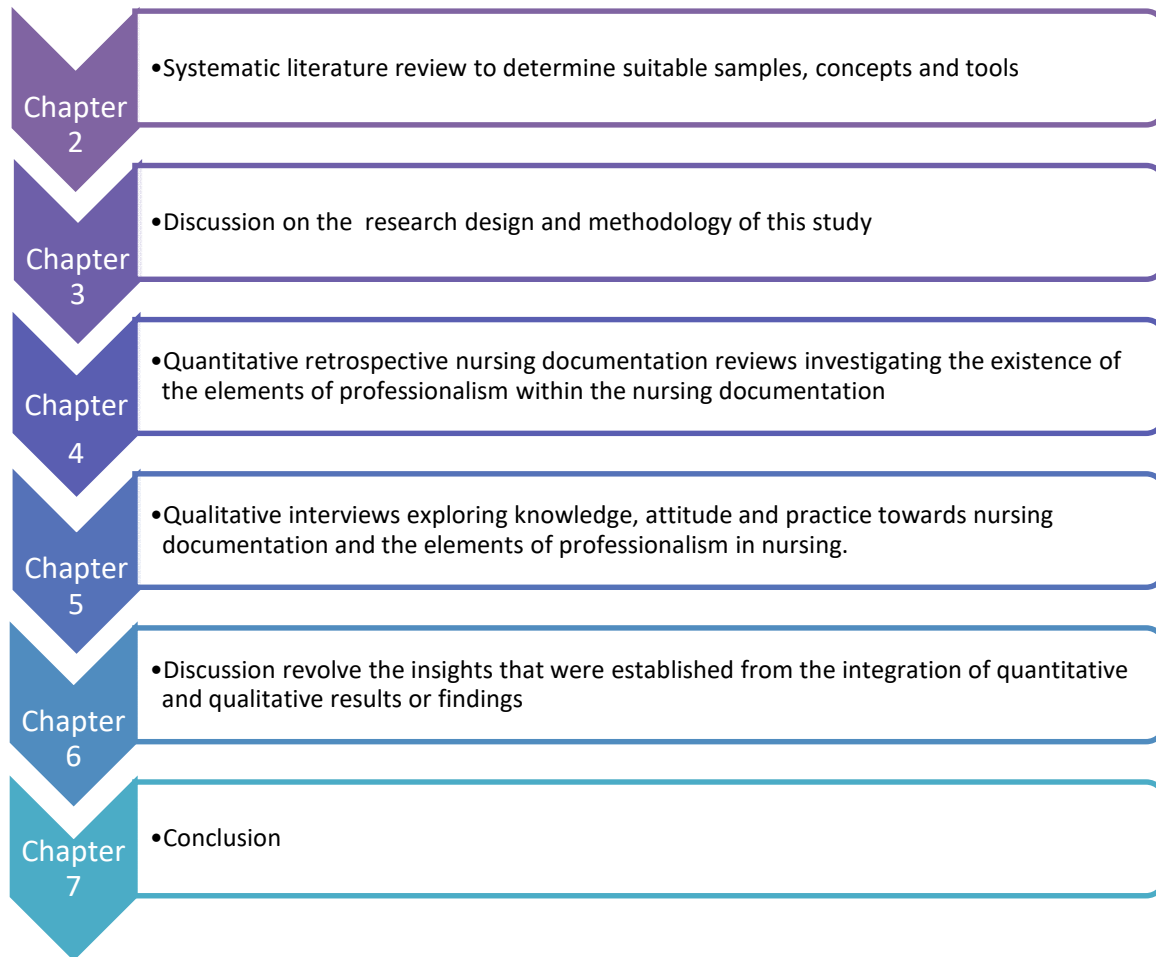 Chapter
2
•Systematic literature review to determine suitable samples, concepts and tools
Chapter
3
•Discussion on the research design and methodology of this study
Chapter
4
•Quantitative retrospective nursing documentation reviews investigating the existence of
the elements of professionalism within the nursing documentation
Chapter
5
•Qualitative interviews exploring knowledge, attitude and practice towards nursing
documentation and the elements of professionalism in nursing.
Chapter
6
•Discussion revolve the insights that were established from the integration of quantitative
and qualitative results or findings
Chapter
7
•Conclusion